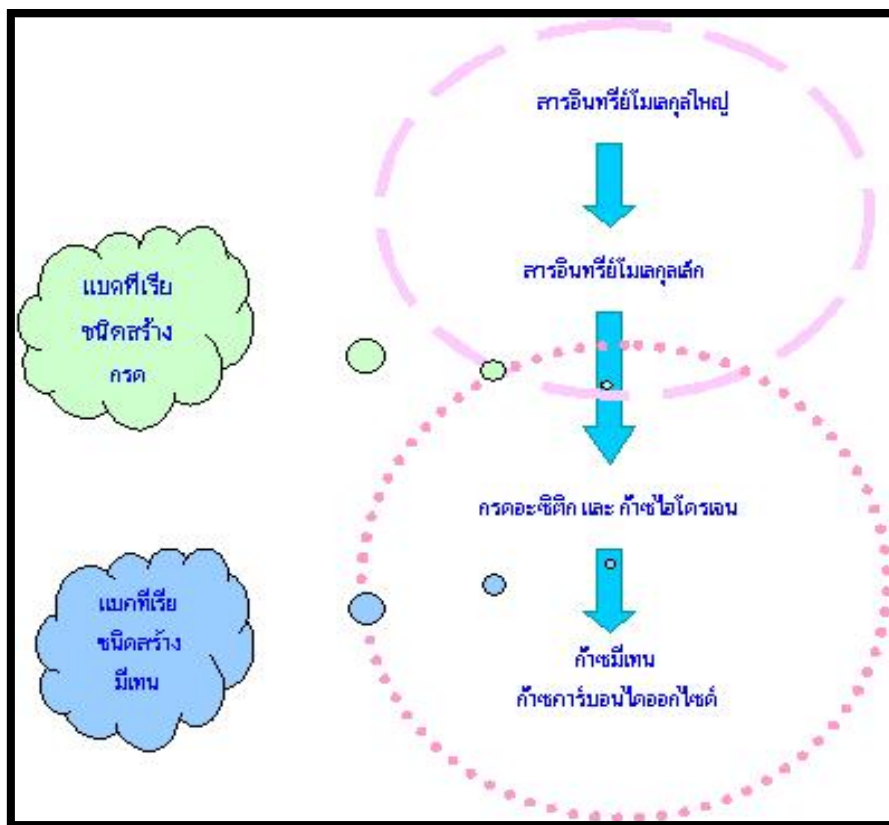 สารอินทรีย์โมเลกุลใหญ่
สารอินทรีย์โมเลกุลเล็ก
แบคทีเรีย
ชนิดสร้าง
กรด
กรดอะซิติก และ ก๊าซไฮโดรเจน
แบคทีเรีย
ชนิดสร้าง
มีเทน
ก๊าซมีเทน
ก๊าซคาร์บอนไดออกไซด์